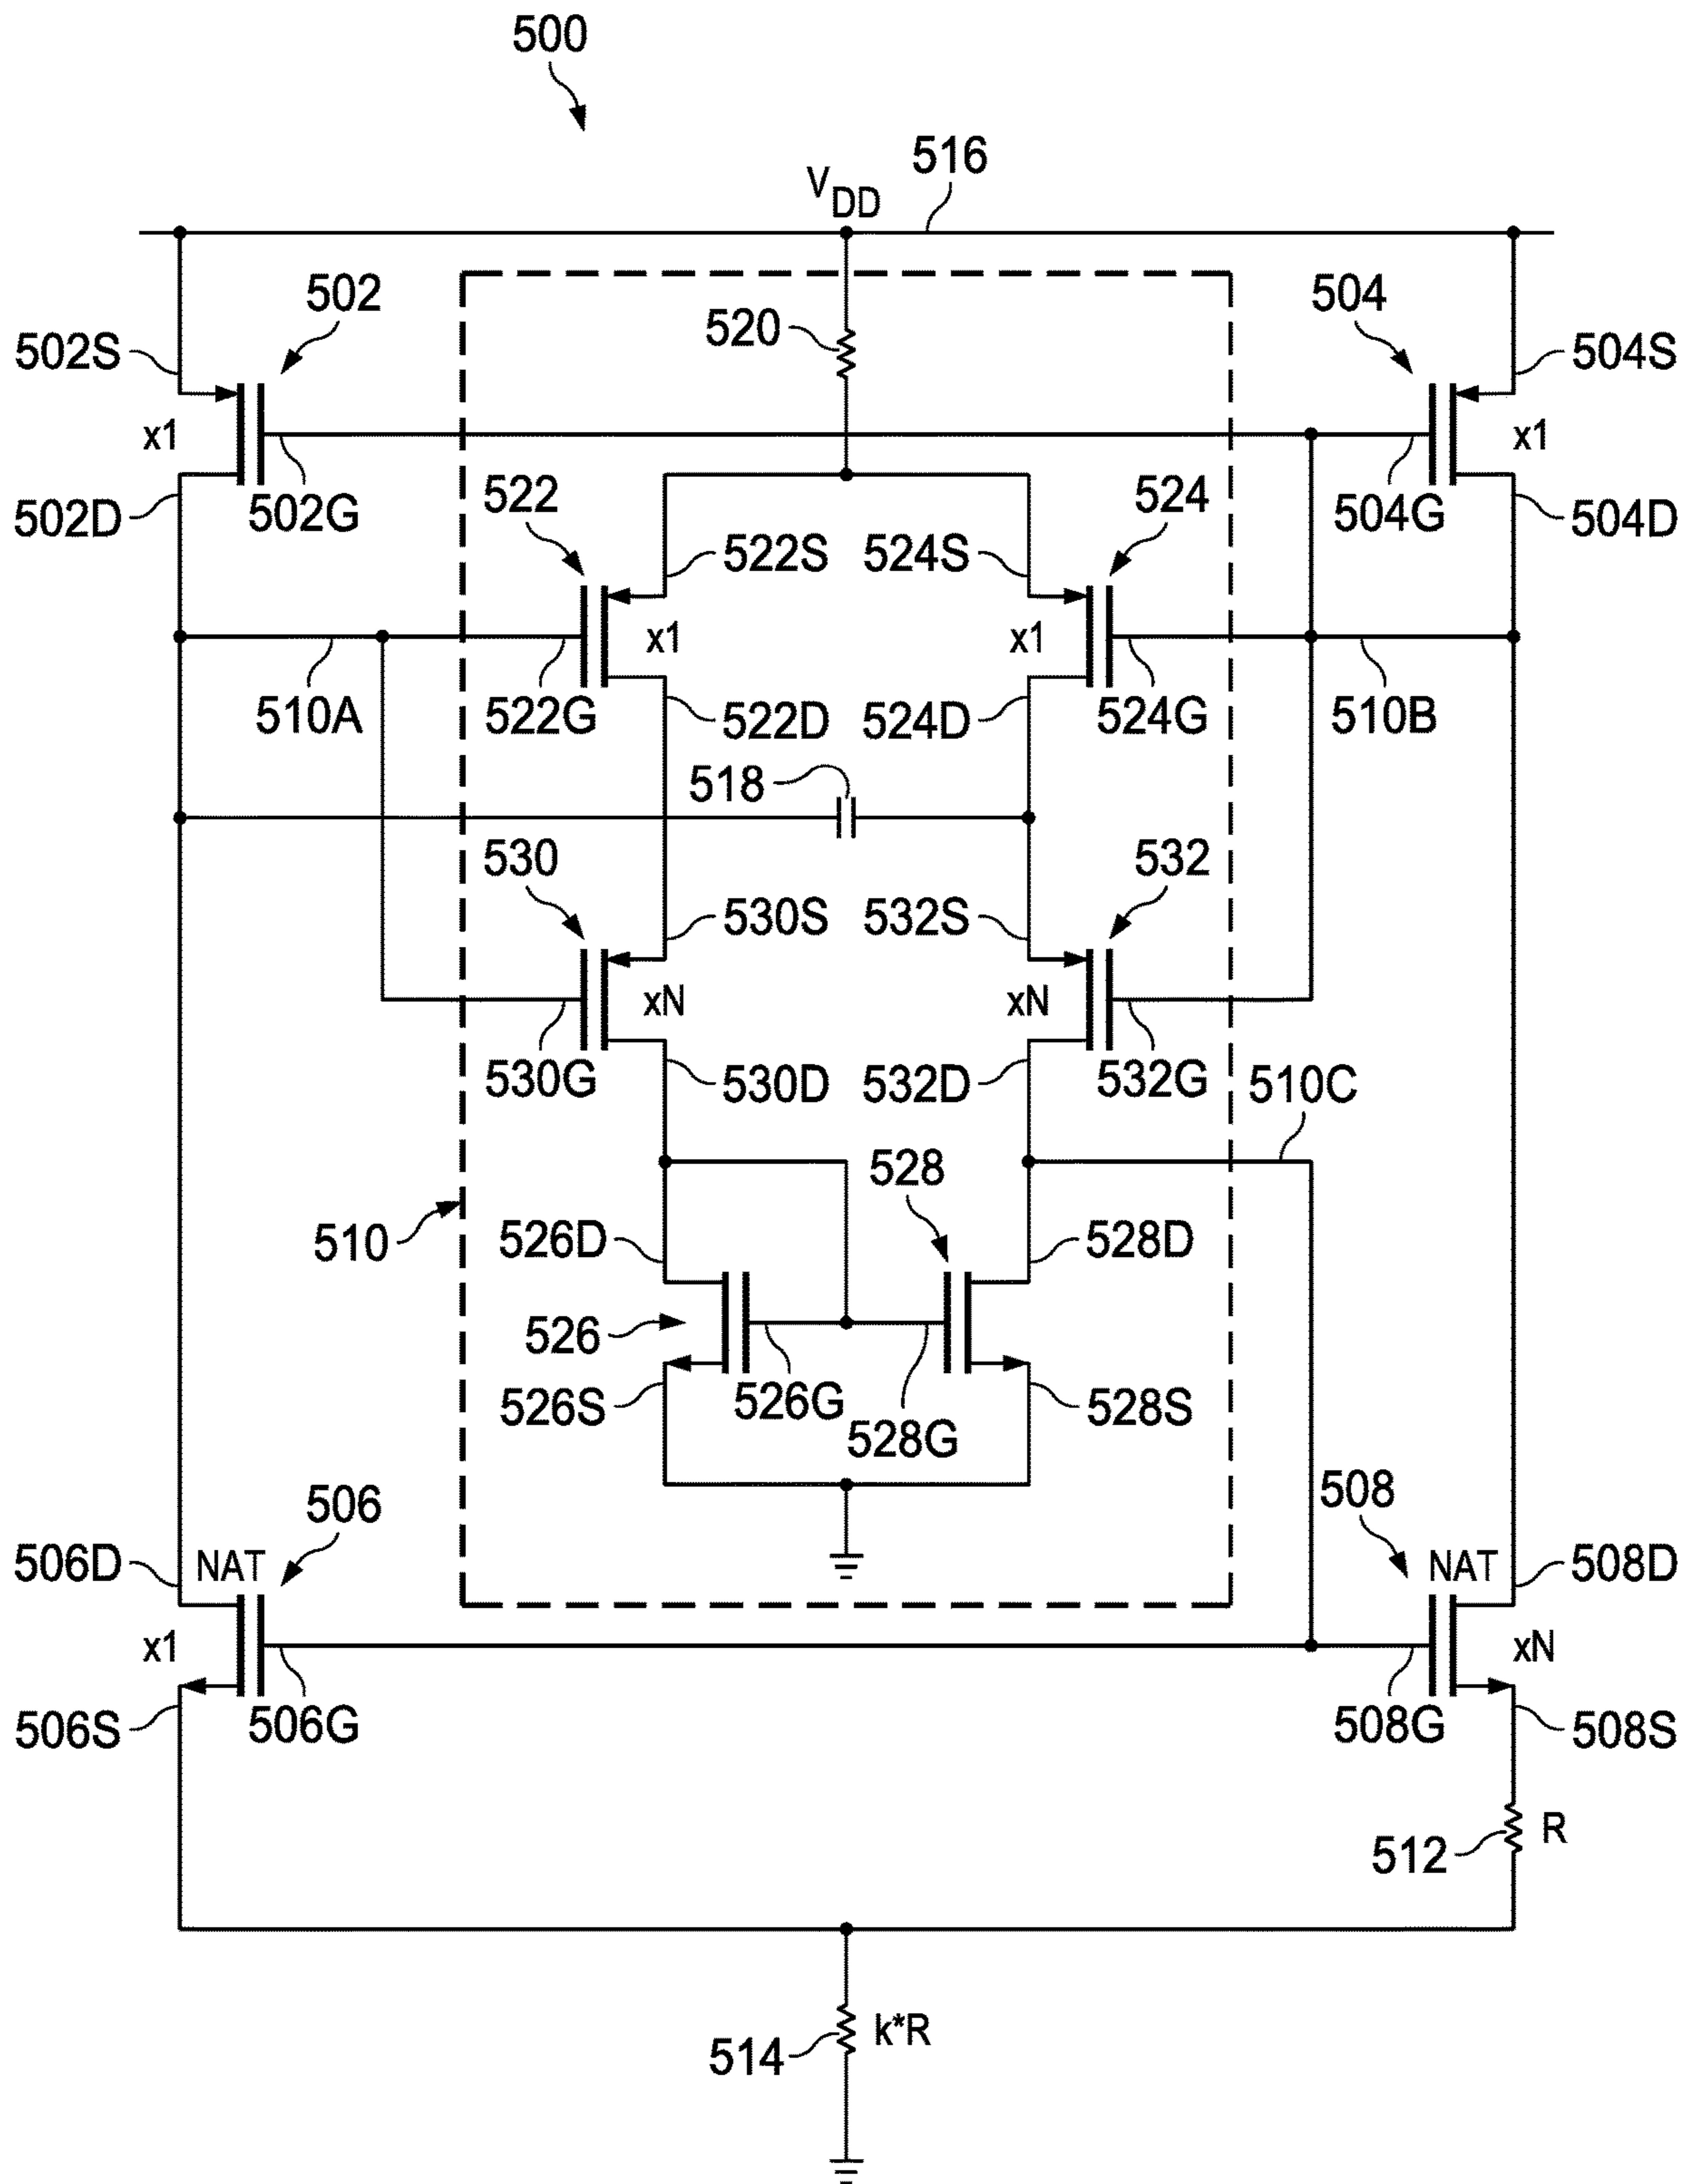 500
516
VDD
502
504
520
502S
504S
x1
x1
502D
502G
522
524
504G
504D
522S
524S
x1
x1
510A
522G
522D
524D
524G
510B
518
530
532
530S
532S
xN
xN
530G
530D
532D
532G
510C
528
510
526D
528D
526
526S
526G
528G
528S
506
508
506D
NAT
NAT
508D
x1
xN
506S
506G
508G
508S
512
R
514
k*R